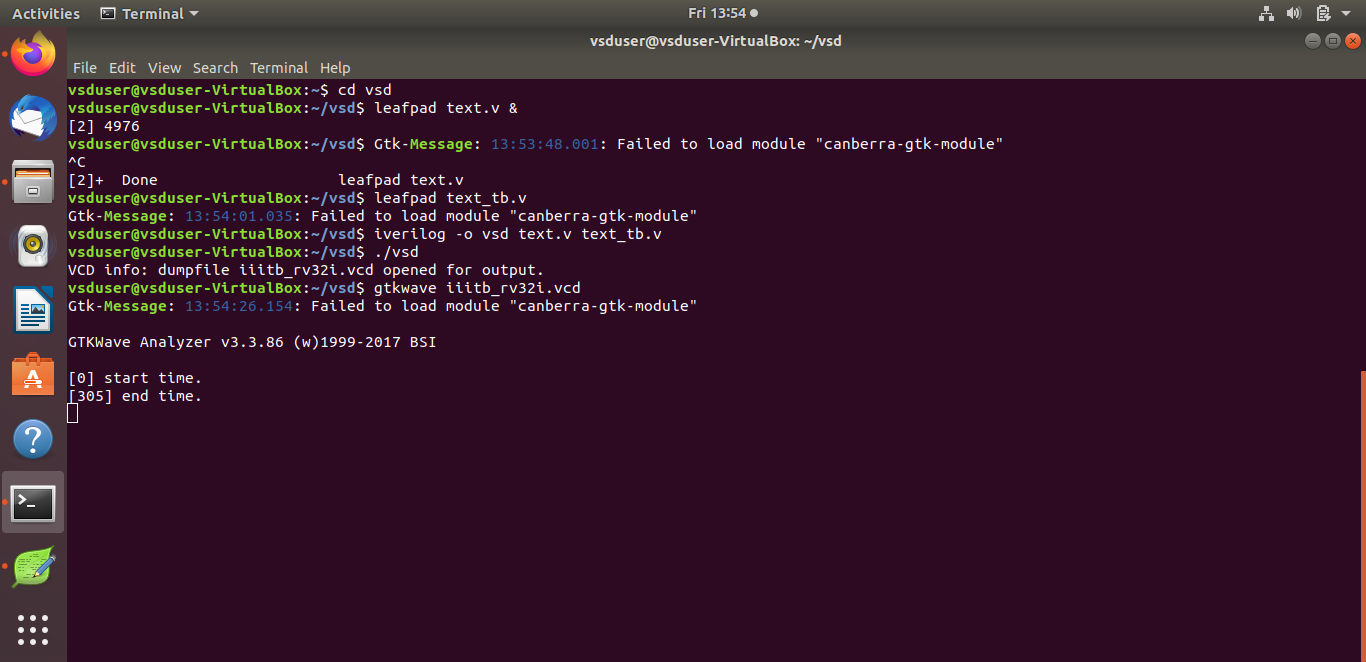 Activities Terminal Fri 13:54
vsduser@vsduser-VirtualBox: ~/vsd
File Edit View Search Terminal Help
vsduser@vsduser-VirtualBox:~$ cd vsd
vsduser@vsduser-VirtualBox:~/vsd$ leafpad text.v &
[2] 4976
vsduser@vsduser-VirtualBox:~/vsd$ Gtk-Message: 13:53:48.001: Failed to load module "canberra-gtk-module"
^C
[2]+  Done                    leafpad text.v
vsduser@vsduser-VirtualBox:~/vsd$ leafpad text_tb.v
Gtk-Message: 13:54:01.035: Failed to load module "canberra-gtk-module"
vsduser@vsduser-VirtualBox:~/vsd$ iverilog -o vsd text.v text_tb.v
vsduser@vsduser-VirtualBox:~/vsd$ ./vsd
VCD info: dumpfile iiitb_rv32i.vcd opened for output.
vsduser@vsduser-VirtualBox:~/vsd$ gtkwave iiitb_rv32i.vcd
Gtk-Message: 13:54:26.154: Failed to load module "canberra-gtk-module"
GTKWave Analyzer v3.3.86 (w)1999-2017 BSI
[0] start time.
[305] end time.